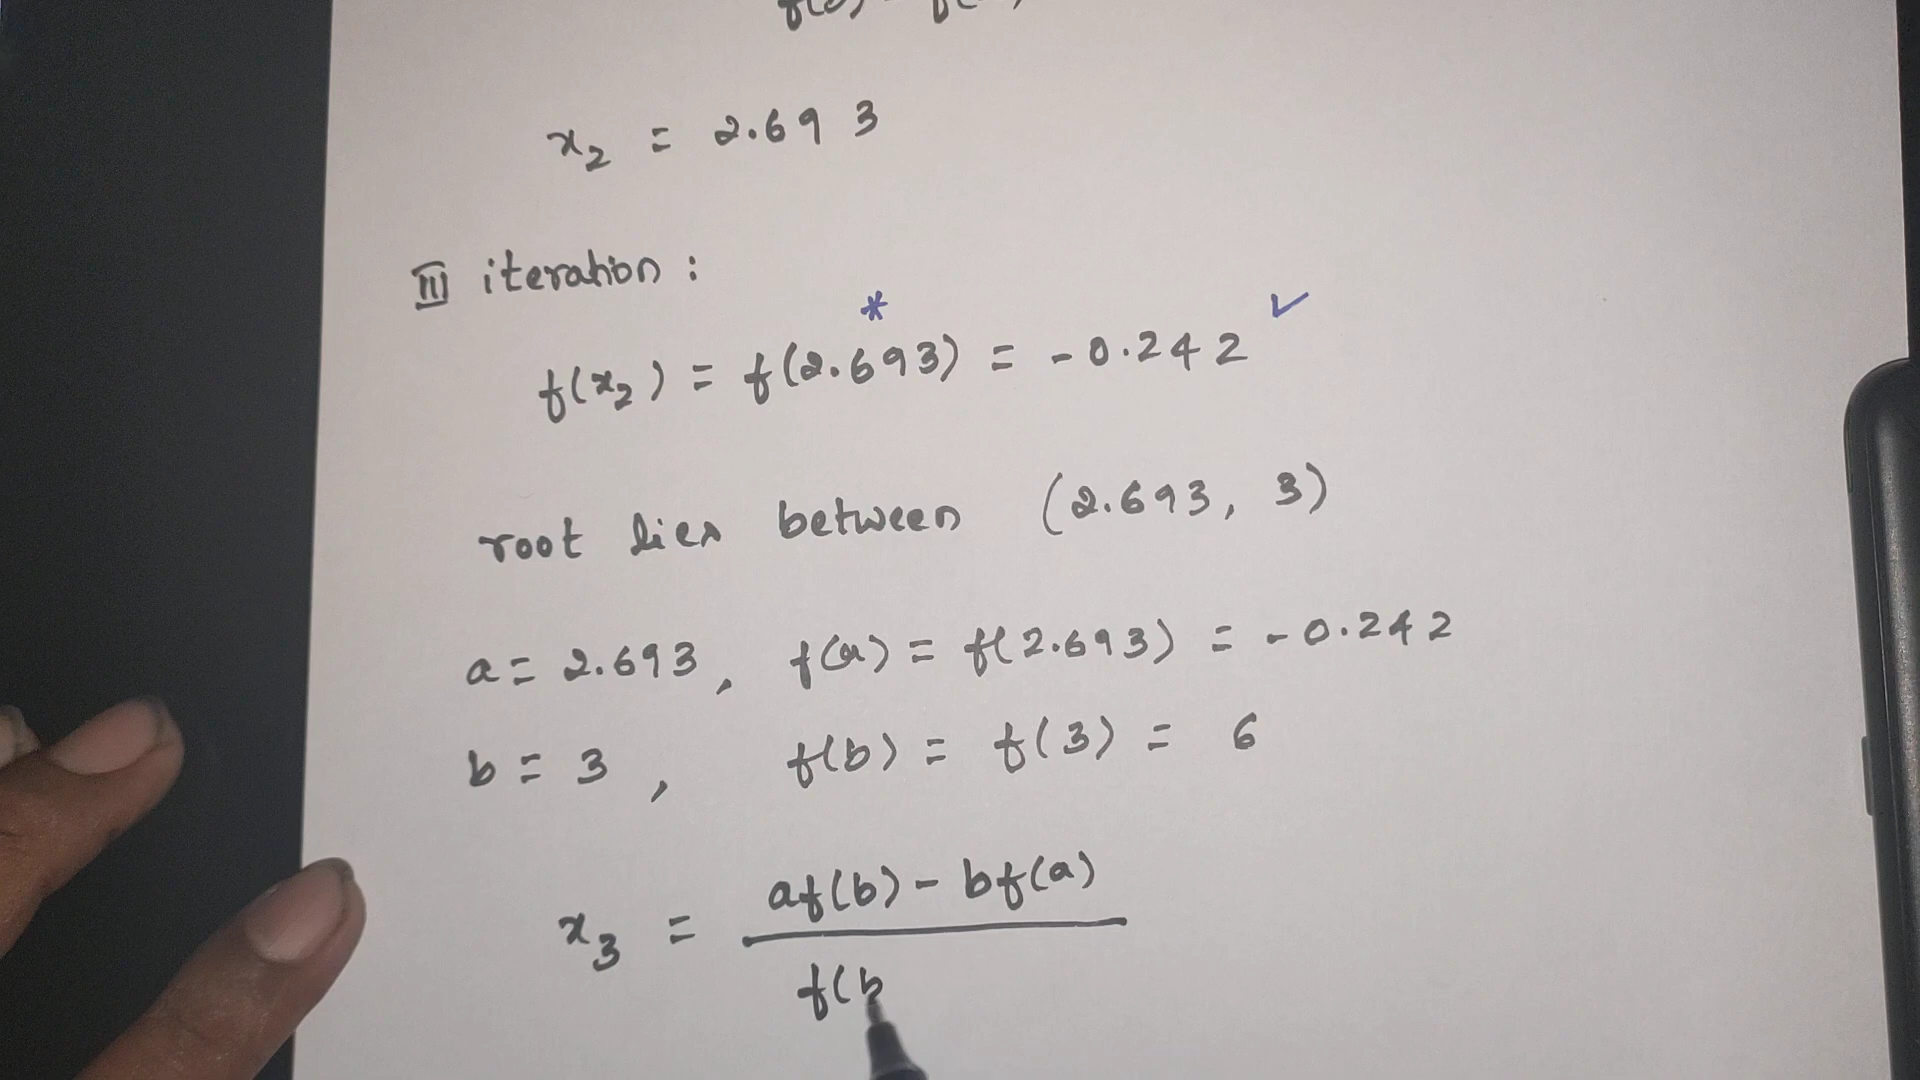 x₂ = 2.693
III iteration :
*
✓
f(x₂) = f(2.693) = -0.242
root lies between (2.693, 3)
a = 2.693, f(a) = f(2.693) = -0.242
b = 3, f(b) = f(3) = 6
x₃ = af(b) - bf(a)
f(b